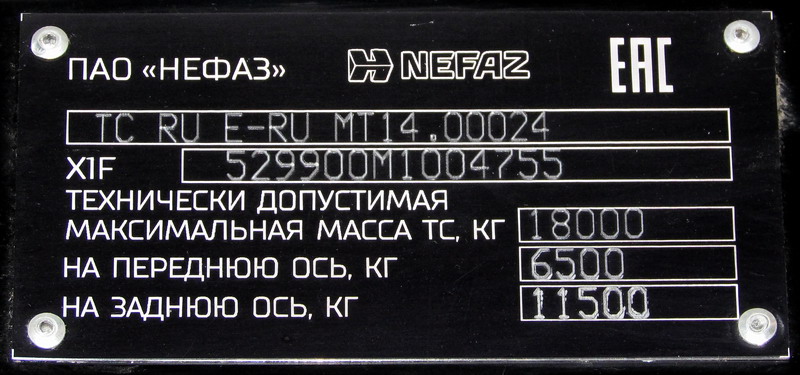 ПАО «НЕФАЗ» NEFAZ EAC
TC RU E-RU MT14.00024
X1F 529900M1004755
ТЕХНИЧЕСКИ ДОПУСТИМАЯ
МАКСИМАЛЬНАЯ МАССА ТС, КГ 18000
НА ПЕРЕДНЮЮ ОСЬ, КГ 6500
НА ЗАДНЮЮ ОСЬ, КГ 11500